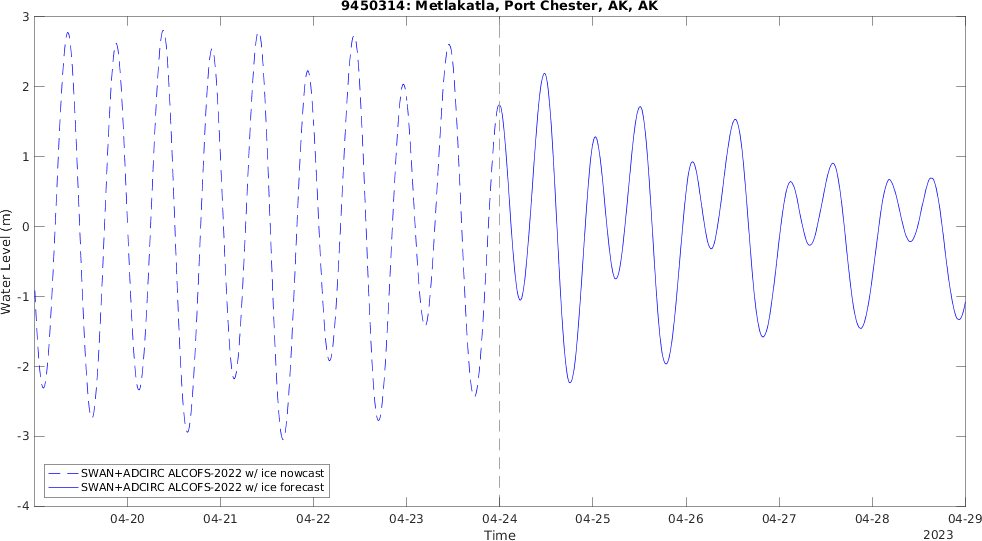 9450314: Metlakatla, Port Chester, AK, AK
3
2
1
0
-1
-2
-3
-4
Water Level (m)
SWAN+ADCIRC ALCOFS-2022 w/ ice nowcast
SWAN+ADCIRC ALCOFS-2022 w/ ice forecast
04-20 04-21 04-22 04-23 04-24 04-25 04-26 04-27 04-28 04-29
Time
2023